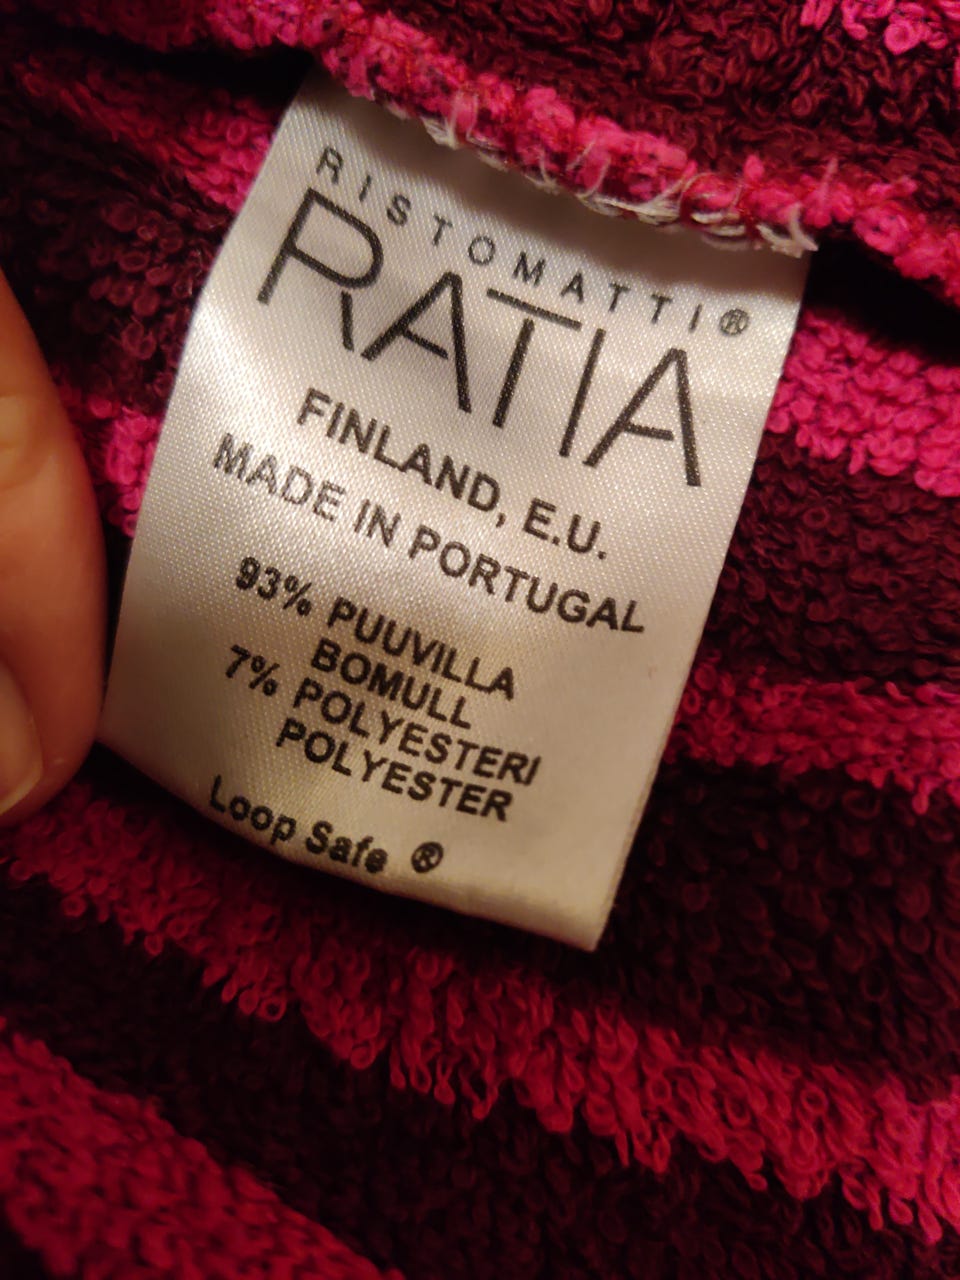 RISTOMATTI®
RATIA
FINLAND, E.U.
MADE IN PORTUGAL
93% PUUVILLA
BOMULL
7% POLYESTERI
POLYESTER
Loop Safe ®